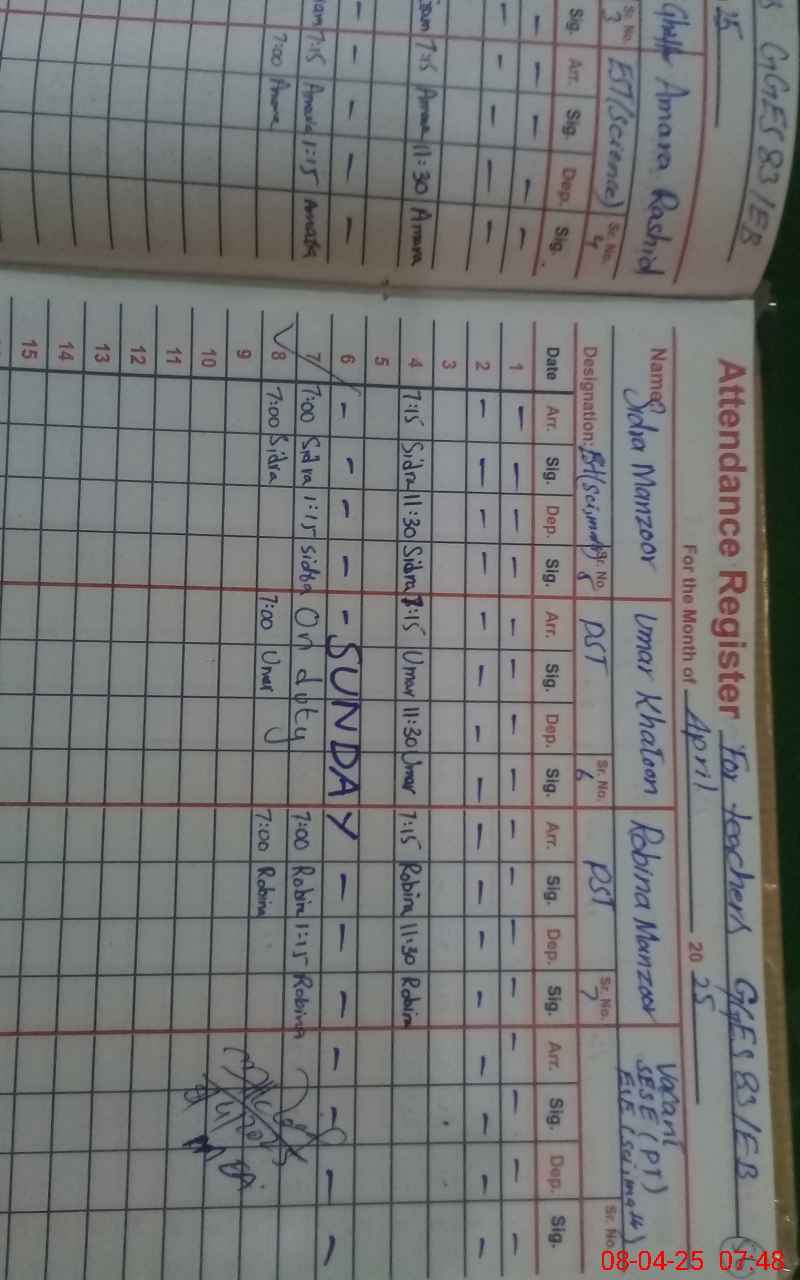 GGES 83/EB
25
Amara Rashid
Sr. No. 3 EST(science) Sr. No. 4
Sig. Arr. Sig. Dep. Sig.
- - - - -
- - - - -
7:15 Amara 11:30 Amara
- - - - -
7:15 Amara 1:15 Amara
7:00 Amara
Attendance Register For teachers GGES 83/EB
For the Month of April 2025
Name: Sidra Manzoor Umar Khatoon Robina Manzoor Vacant
SESE (PT)
ESE (sci, math)
Designation: EST(sci, math) Sr. No. 5 PST Sr. No. 6 PST Sr. No. 7 Sr. No.
Date Arr. Sig. Dep. Sig. Arr. Sig. Dep. Sig. Arr. Sig. Dep. Sig. Arr. Sig. Dep. Sig.
1 - - - - - - - - - - - - - - - -
2 - - - - - - - - - - - - - - - -
3
4 7:15 Sidra 11:30 Sidra 7:15 Umar 11:30 Umar 7:15 Robina 11:30 Robina
5
6 - - - - - SUNDAY - - - - - - -
7 7:00 Sidra 1:15 Sidra On duty 7:00 Robina 1:15 Robina
8 7:00 Sidra 7:00 Umar 7:00 Robina
9
10
11
12
13
14
15
08-04-25 07:48